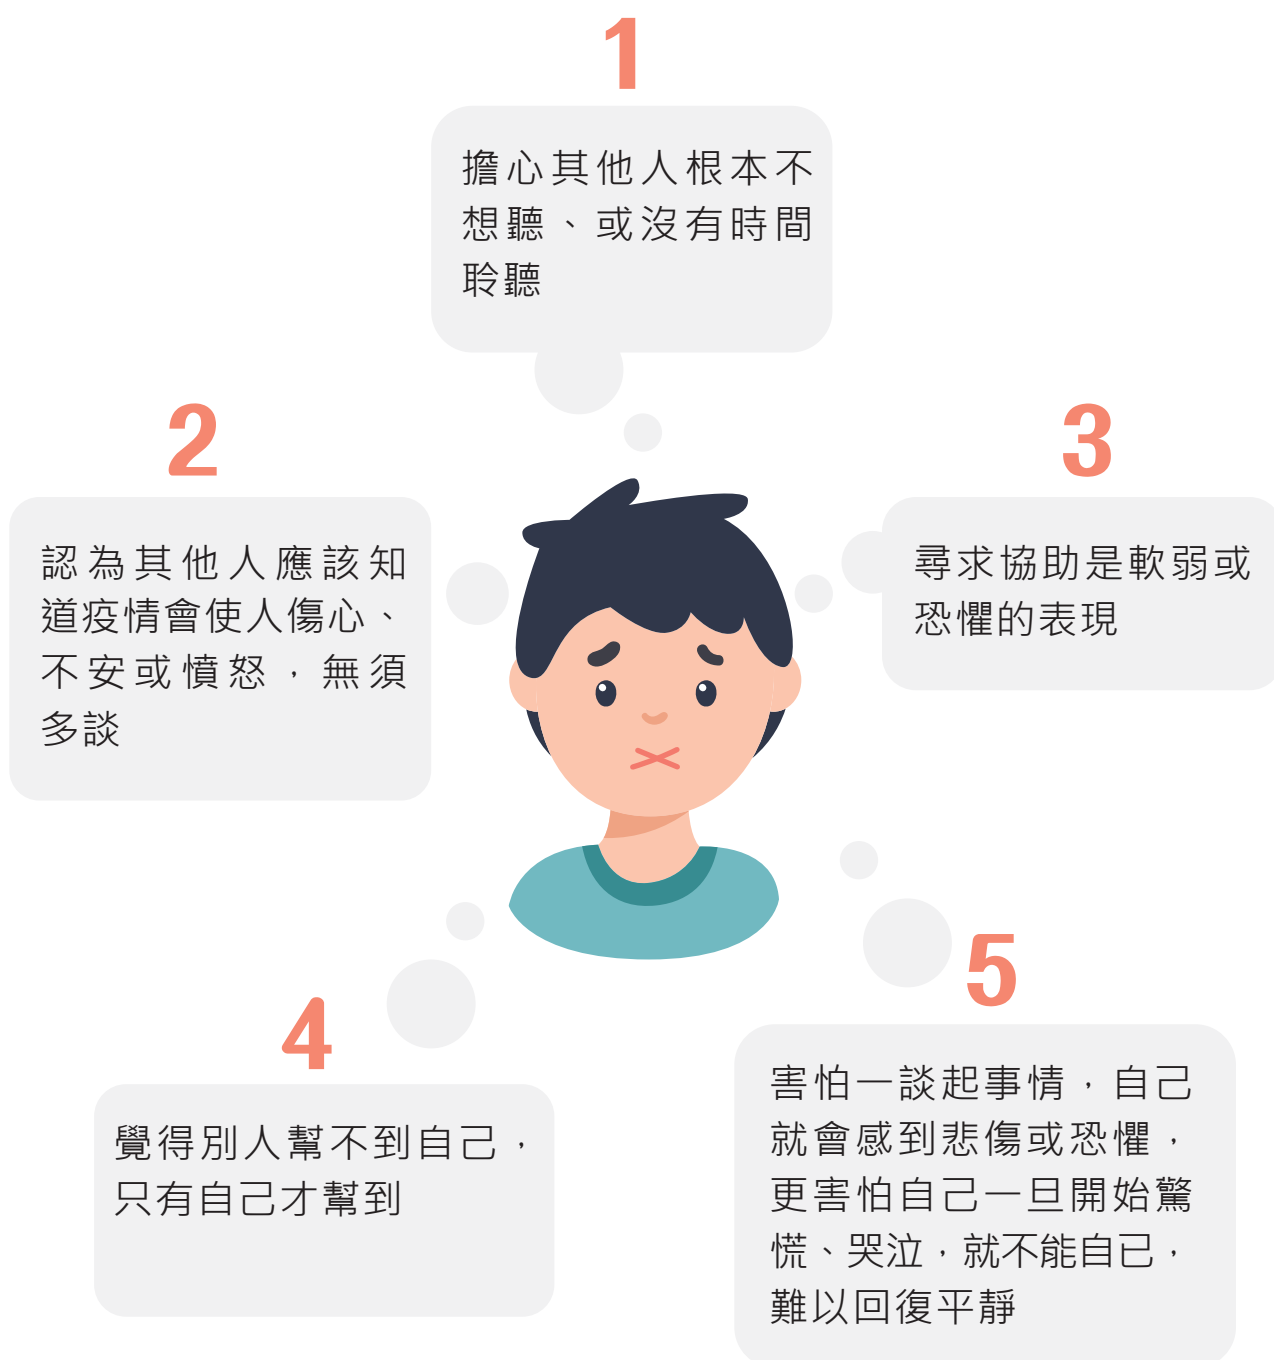 1
擔心其他人根本不
想聽、或沒有時間
聆聽
2
認為其他人應該知
道疫情會使人傷心、
不安或憤怒，無須
多談
3
尋求協助是軟弱或
恐懼的表現
4
覺得別人幫不到自己，
只有自己才幫到
5
害怕一談起事情，自己
就會感到悲傷或恐懼，
更害怕自己一旦開始驚
慌、哭泣，就不能自已，
難以回復平靜